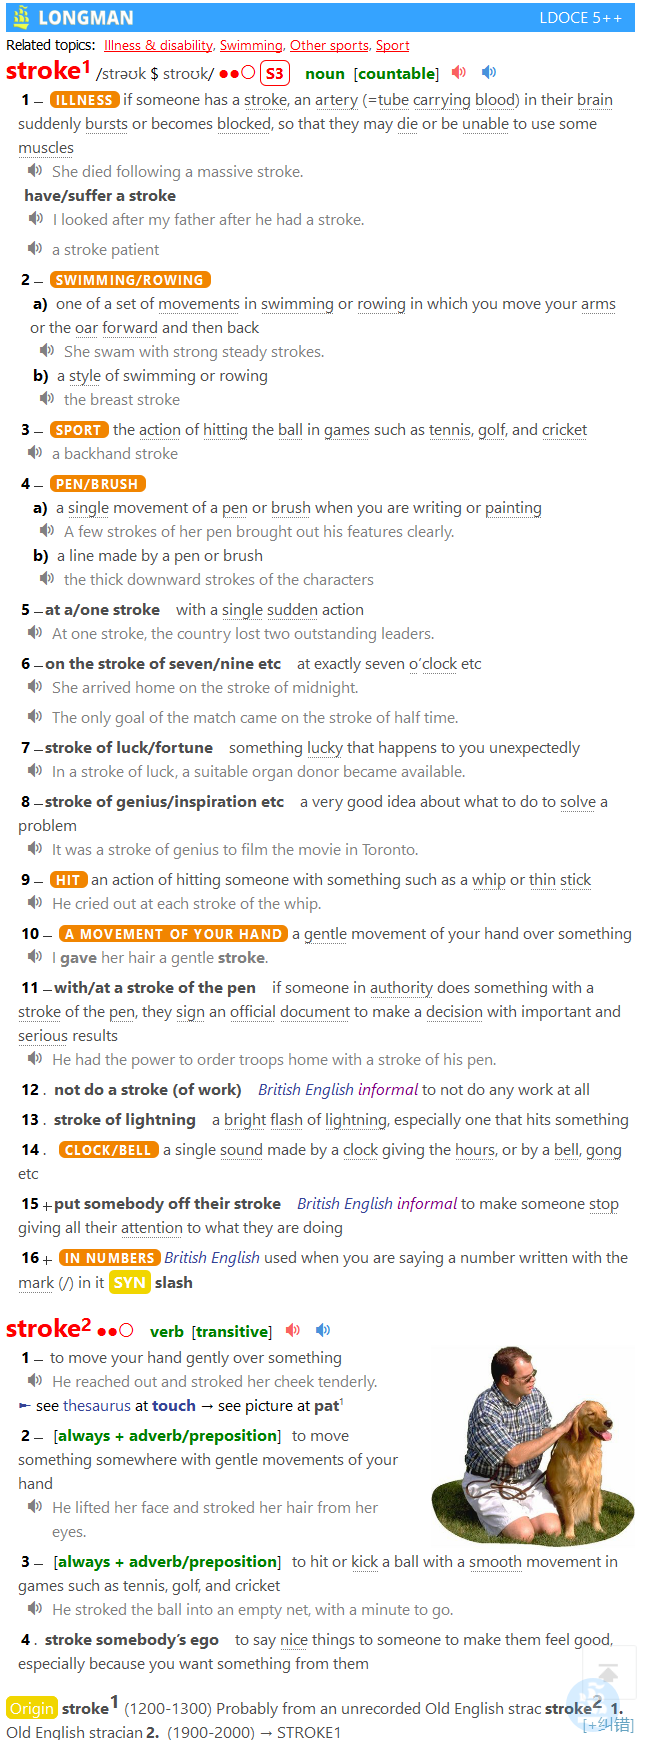 LONGMAN LDOCE 5++
Related topics: Illness & disability, Swimming, Other sports, Sport
stroke1 /strəʊk $ stroʊk/ ●●○ S3 noun [countable]
1 – ILLNESS if someone has a stroke, an artery (=tube carrying blood) in their brain
suddenly bursts or becomes blocked, so that they may die or be unable to use some
muscles
She died following a massive stroke.
have/suffer a stroke
I looked after my father after he had a stroke.
a stroke patient
2 – SWIMMING/ROWING
a) one of a set of movements in swimming or rowing in which you move your arms
or the oar forward and then back
She swam with strong steady strokes.
b) a style of swimming or rowing
the breast stroke
3 – SPORT the action of hitting the ball in games such as tennis, golf, and cricket
a backhand stroke
4 – PEN/BRUSH
a) a single movement of a pen or brush when you are writing or painting
A few strokes of her pen brought out his features clearly.
b) a line made by a pen or brush
the thick downward strokes of the characters
5 – at a/one stroke with a single sudden action
At one stroke, the country lost two outstanding leaders.
6 – on the stroke of seven/nine etc at exactly seven o'clock etc
She arrived home on the stroke of midnight.
The only goal of the match came on the stroke of half time.
7 – stroke of luck/fortune something lucky that happens to you unexpectedly
In a stroke of luck, a suitable organ donor became available.
8 – stroke of genius/inspiration etc a very good idea about what to do to solve a
problem
It was a stroke of genius to film the movie in Toronto.
9 – HIT an action of hitting someone with something such as a whip or thin stick
He cried out at each stroke of the whip.
10 – A MOVEMENT OF YOUR HAND a gentle movement of your hand over something
I gave her hair a gentle stroke.
11 – with/at a stroke of the pen if someone in authority does something with a
stroke of the pen, they sign an official document to make a decision with important and
serious results
He had the power to order troops home with a stroke of his pen.
12 . not do a stroke (of work) British English informal to not do any work at all
13 . stroke of lightning a bright flash of lightning, especially one that hits something
14 . CLOCK/BELL a single sound made by a clock giving the hours, or by a bell, gong
etc
15 + put somebody off their stroke British English informal to make someone stop
giving all their attention to what they are doing
16 + IN NUMBERS British English used when you are saying a number written with the
mark (/) in it SYN slash
stroke2 ●●○ verb [transitive]
1 – to move your hand gently over something
He reached out and stroked her cheek tenderly.
► see thesaurus at touch → see picture at pat1
2 – [always + adverb/preposition] to move
something somewhere with gentle movements of your
hand
He lifted her face and stroked her hair from her
eyes.
3 – [always + adverb/preposition] to hit or kick a ball with a smooth movement in
games such as tennis, golf, and cricket
He stroked the ball into an empty net, with a minute to go.
4 . stroke somebody's ego to say nice things to someone to make them feel good,
especially because you want something from them
Origin stroke1 (1200-1300) Probably from an unrecorded Old English strac stroke2 1.
Old English stracian 2. (1900-2000) → STROKE1
[+纠错]